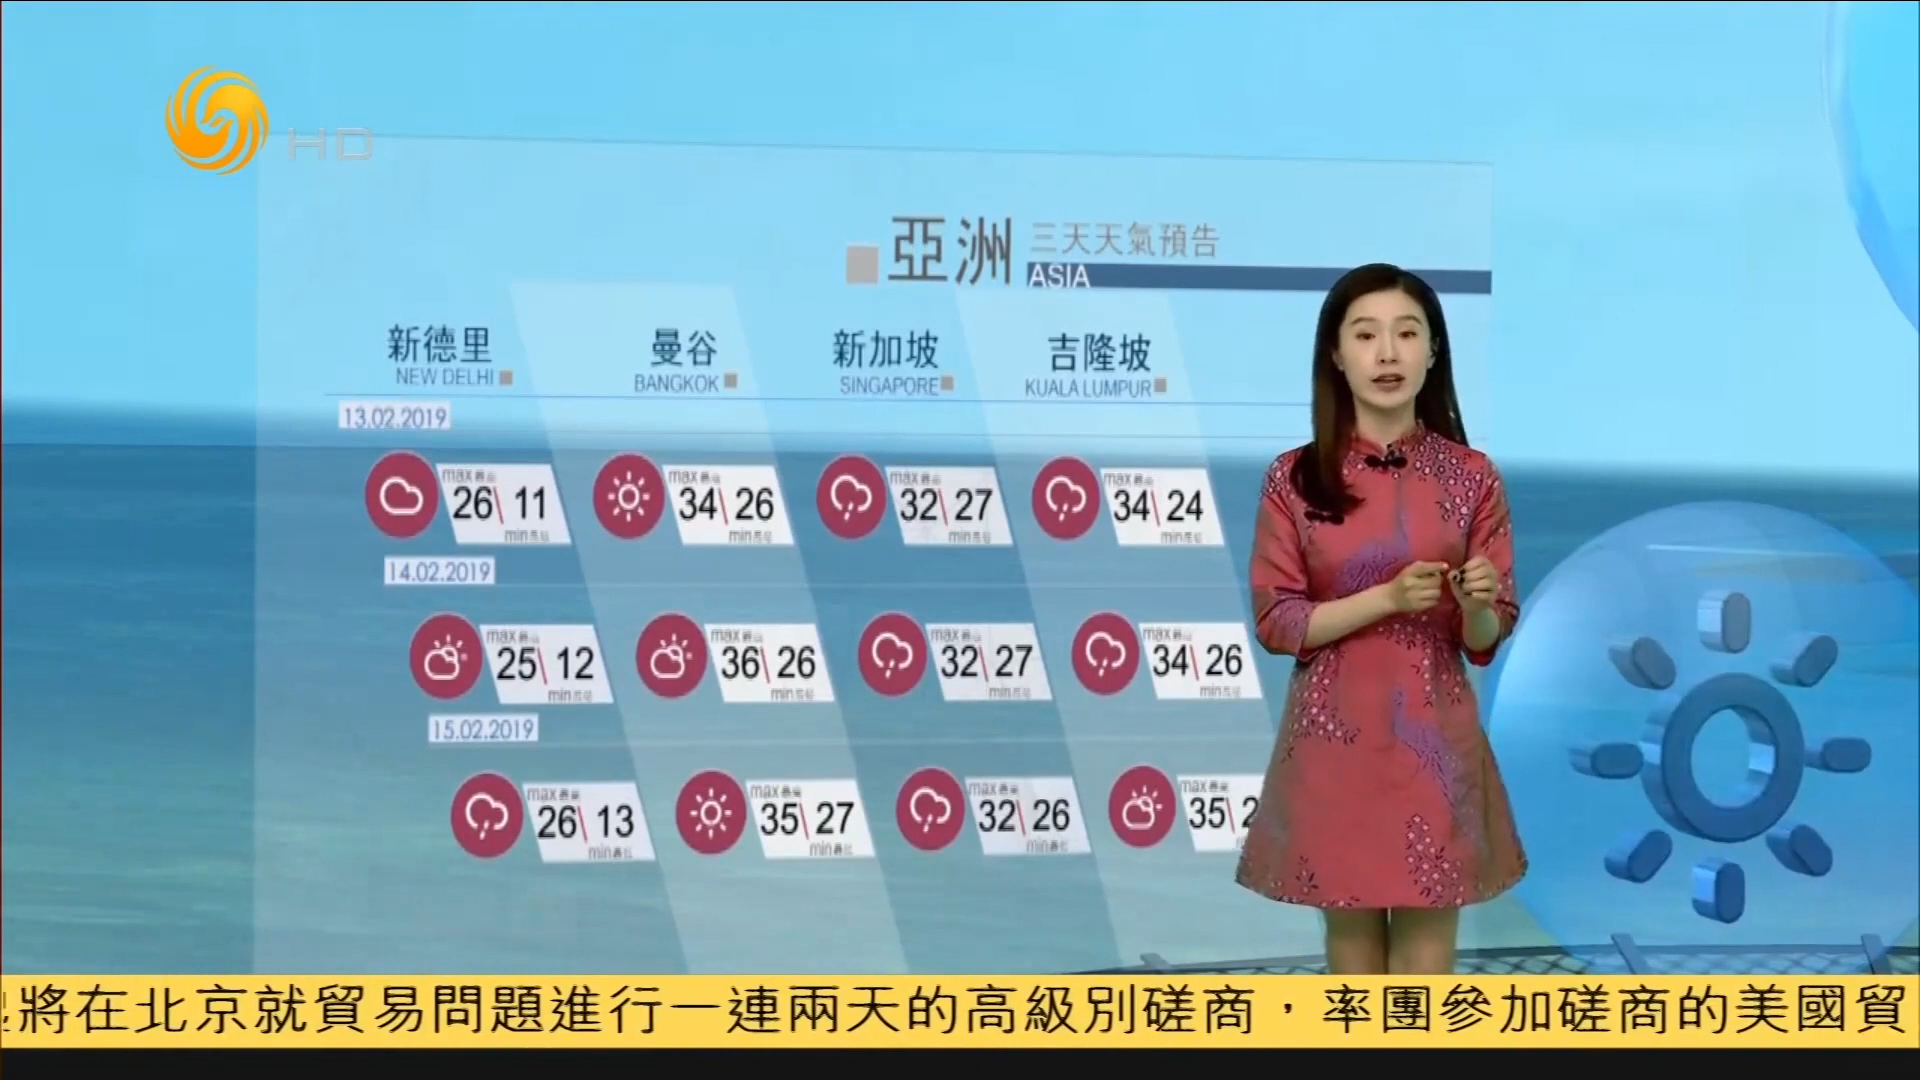 HD
亞洲 三天天氣預告
ASIA
新德里 曼谷 新加坡 吉隆坡
NEW DELHI BANGKOK SINGAPORE KUALA LUMPUR
13.02.2019
max max max max
26 11 34 26 32 27 34 24
min min min min
14.02.2019
max max max max
25 12 36 26 32 27 34 26
min min min min
15.02.2019
max max max max
26 13 35 27 32 26 35 2
min min min min
將在北京就貿易問題進行一連兩天的高級別磋商，率團參加磋商的美國貿